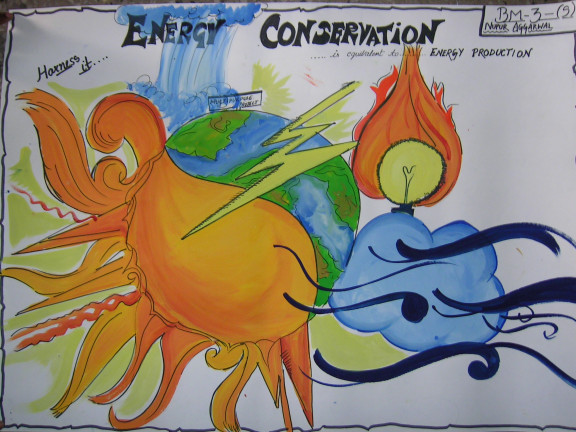 ENERGY CONSERVATION
BM-3-(9)
NUPUR AGGARWAL
..... is equivalent to... ENERGY PRODUCTION
Harness it....